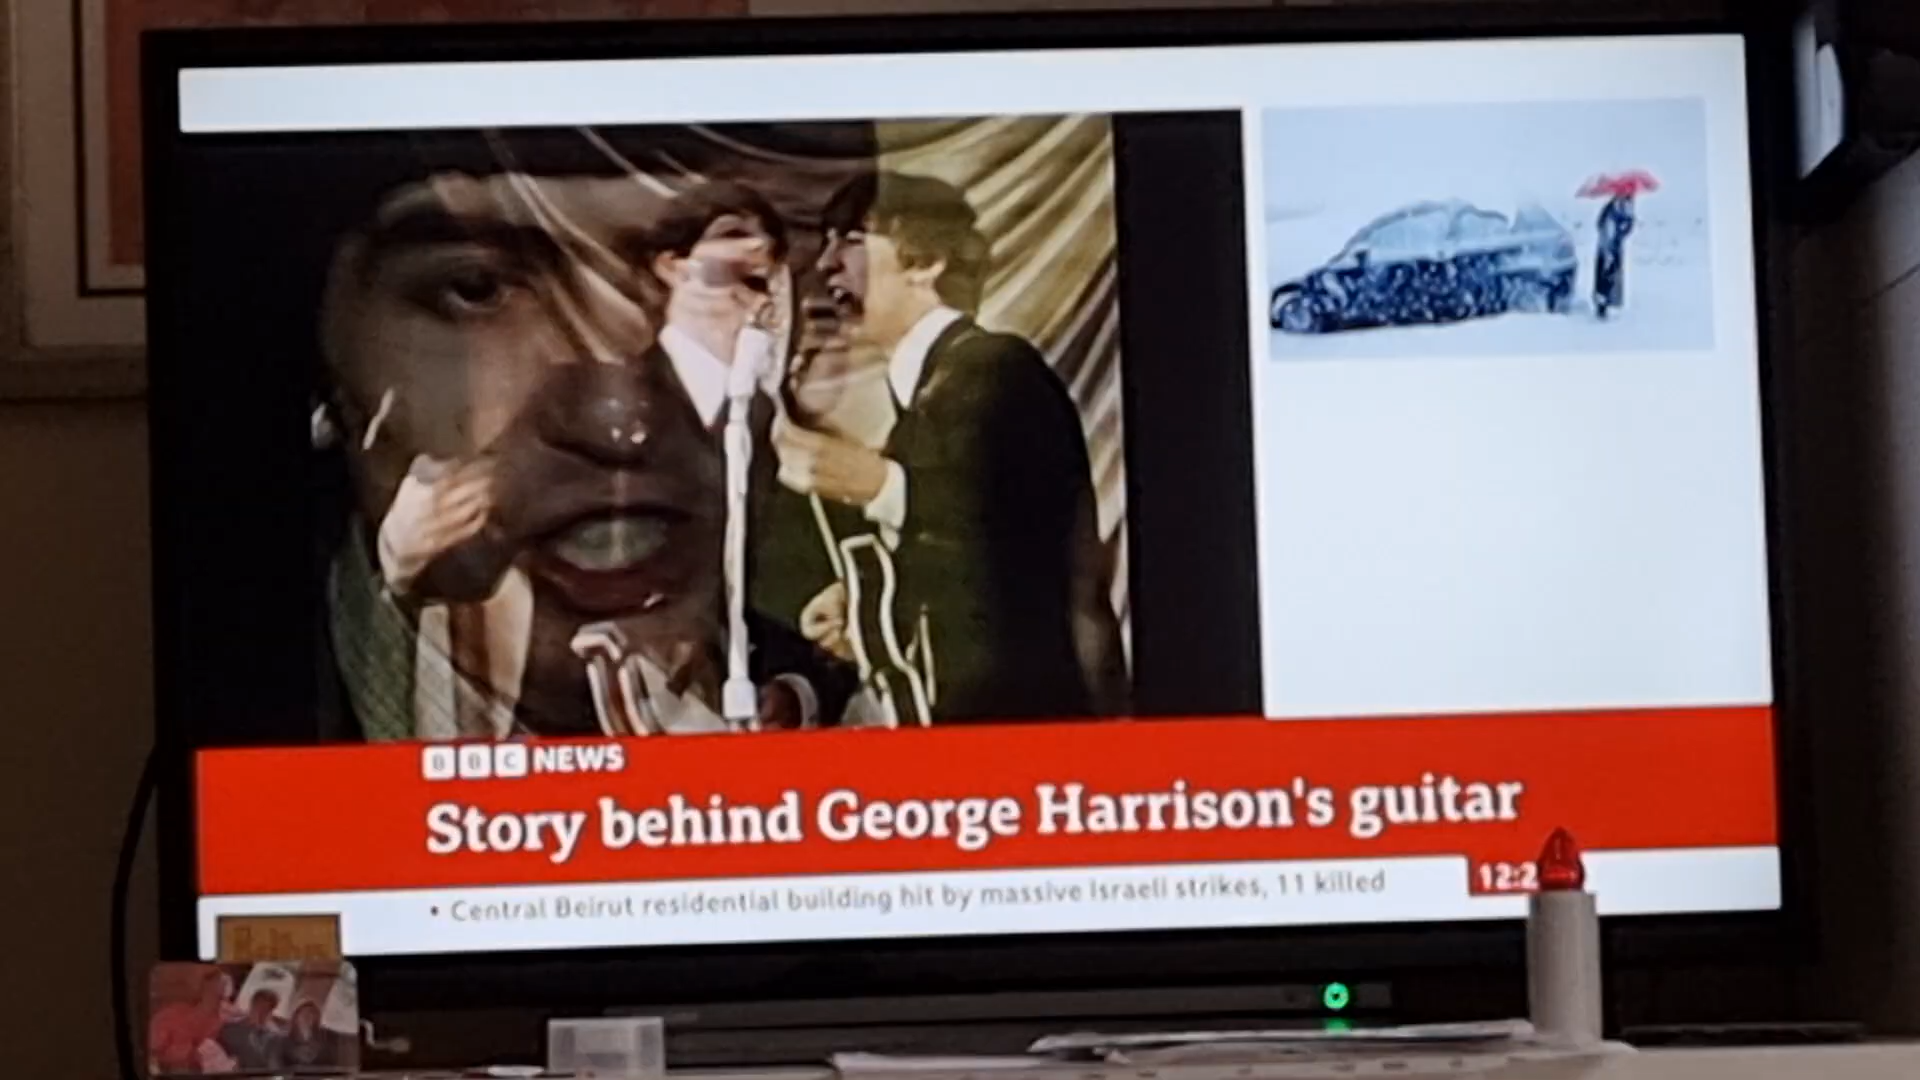 BBC NEWS
Story behind George Harrison's guitar
• Central Beirut residential building hit by massive Israeli strikes, 11 killed
12:2